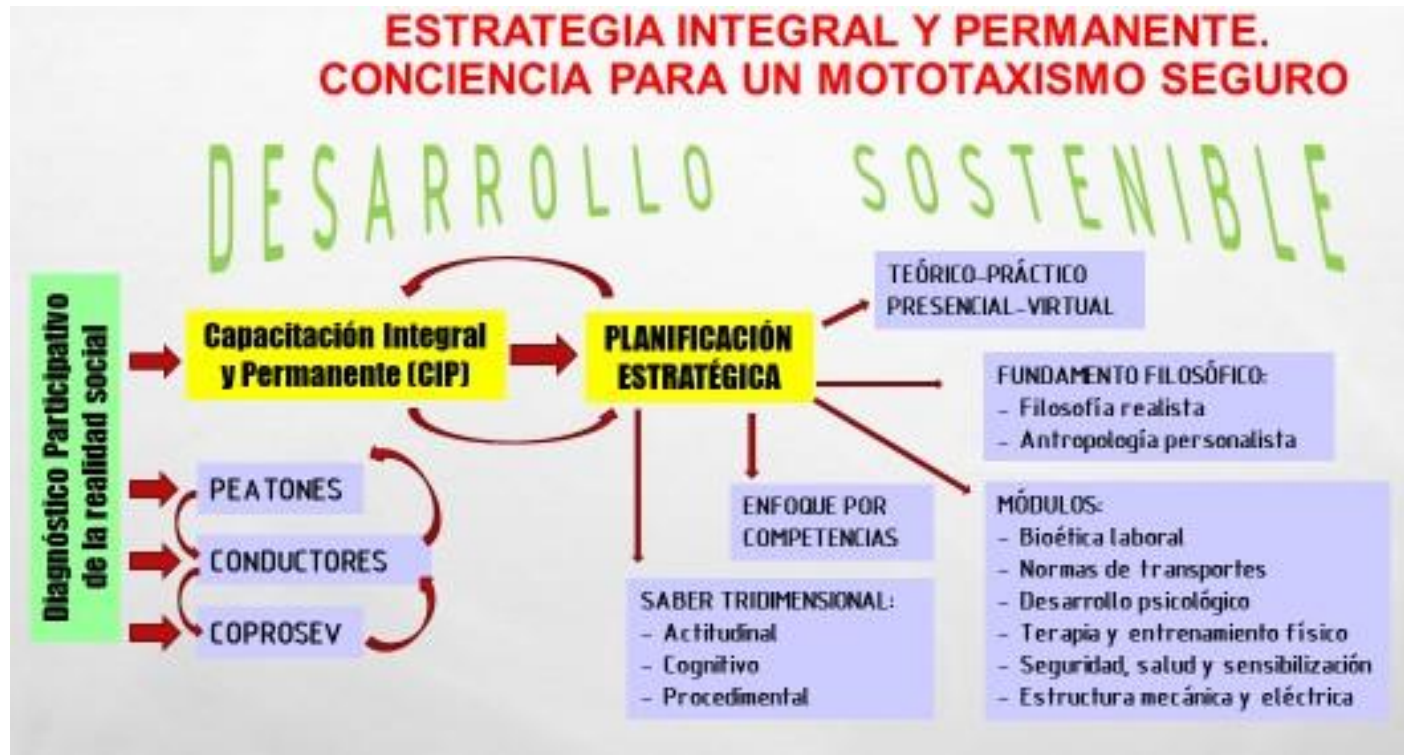 ESTRATEGIA INTEGRAL Y PERMANENTE.
CONCIENCIA PARA UN MOTOTAXISMO SEGURO
DESARROLLO SOSTENIBLE
Diagnóstico Participativo
de la realidad social
Capacitación Integral
y Permanente (CIP)
PLANIFICACIÓN
ESTRATÉGICA
TEÓRICO-PRÁCTICO
PRESENCIAL-VIRTUAL
FUNDAMENTO FILOSÓFICO:
- Filosofía realista
- Antropología personalista
PEATONES
CONDUCTORES
COPROSEV
ENFOQUE POR
COMPETENCIAS
SABER TRIDIMENSIONAL:
- Actitudinal
- Cognitivo
- Procedimental
MÓDULOS:
- Bioética laboral
- Normas de transportes
- Desarrollo psicológico
- Terapia y entrenamiento físico
- Seguridad, salud y sensibilización
- Estructura mecánica y eléctrica